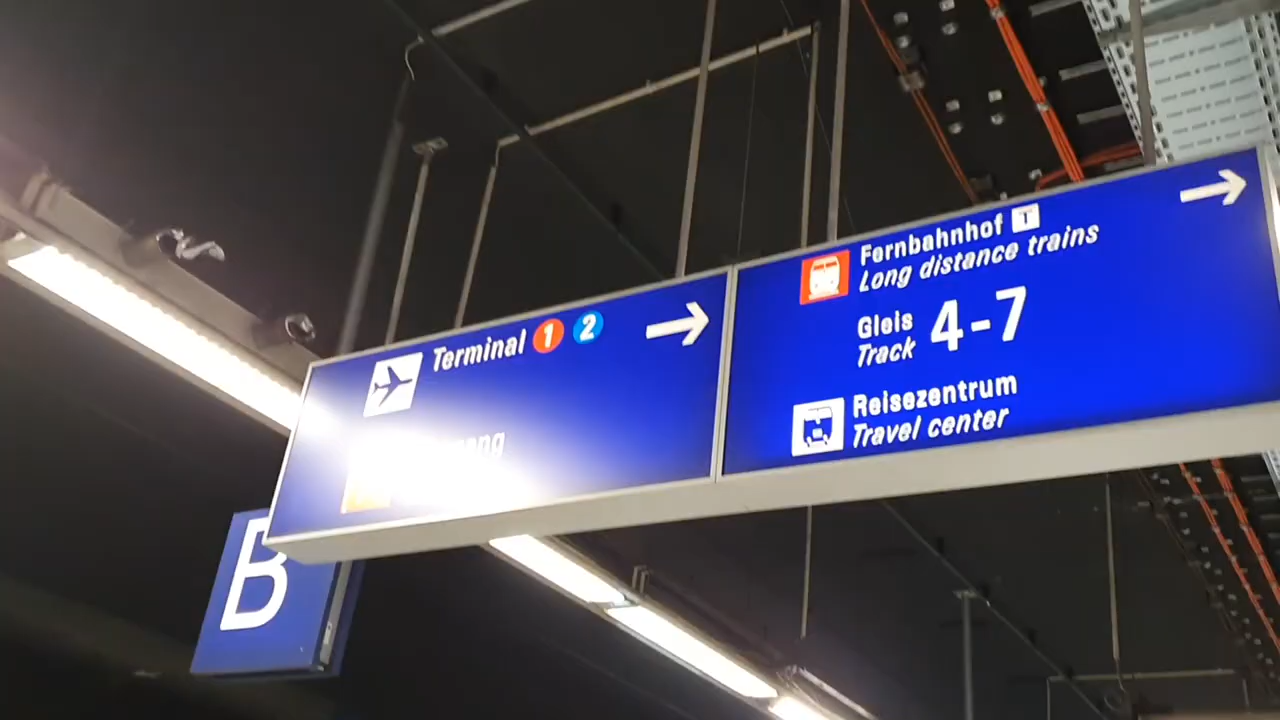 Terminal 1 2
Fernbahnhof T
Long distance trains
Gleis
Track
4-7
Reisezentrum
Travel center
B